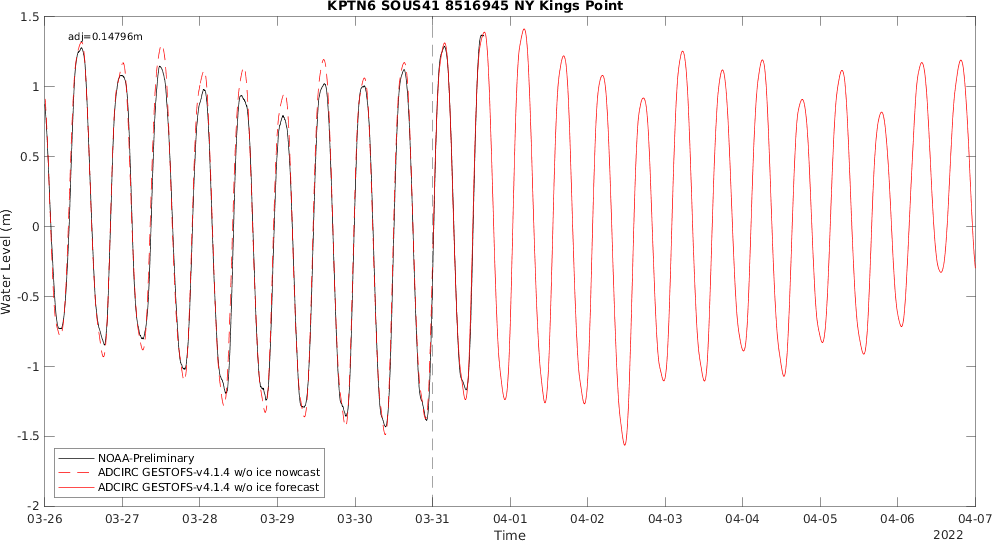 KPTN6 SOUS41 8516945 NY Kings Point
adj=0.14796m
1.5
1
0.5
0
-0.5
-1
-1.5
-2
Water Level (m)
NOAA-Preliminary
ADCIRC GESTOFS-v4.1.4 w/o ice nowcast
ADCIRC GESTOFS-v4.1.4 w/o ice forecast
03-26 03-27 03-28 03-29 03-30 03-31 04-01 04-02 04-03 04-04 04-05 04-06 04-07
Time
2022